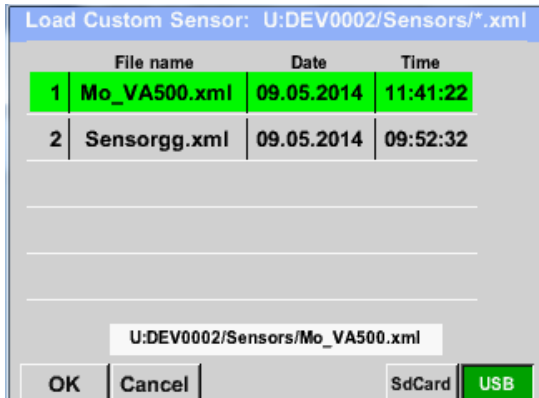 Load Custom Sensor: U:DEV0002/Sensors/*.xml
File name Date Time
1 Mo_VA500.xml 09.05.2014 11:41:22
2 Sensorgg.xml 09.05.2014 09:52:32
U:DEV0002/Sensors/Mo_VA500.xml
OK Cancel SdCard USB